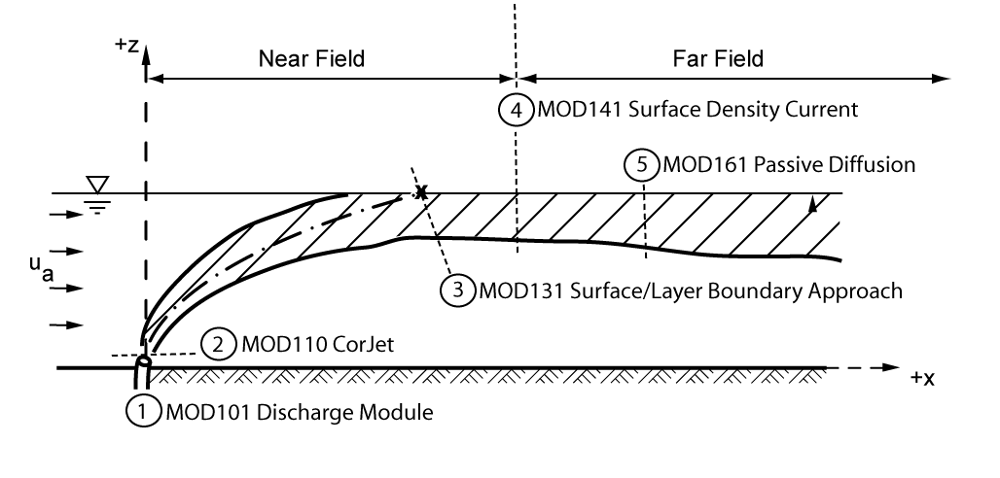 +z
Near Field
Far Field
4 MOD141 Surface Density Current
5 MOD161 Passive Diffusion
x
ua
3 MOD131 Surface/Layer Boundary Approach
2 MOD110 CorJet
+x
1 MOD101 Discharge Module